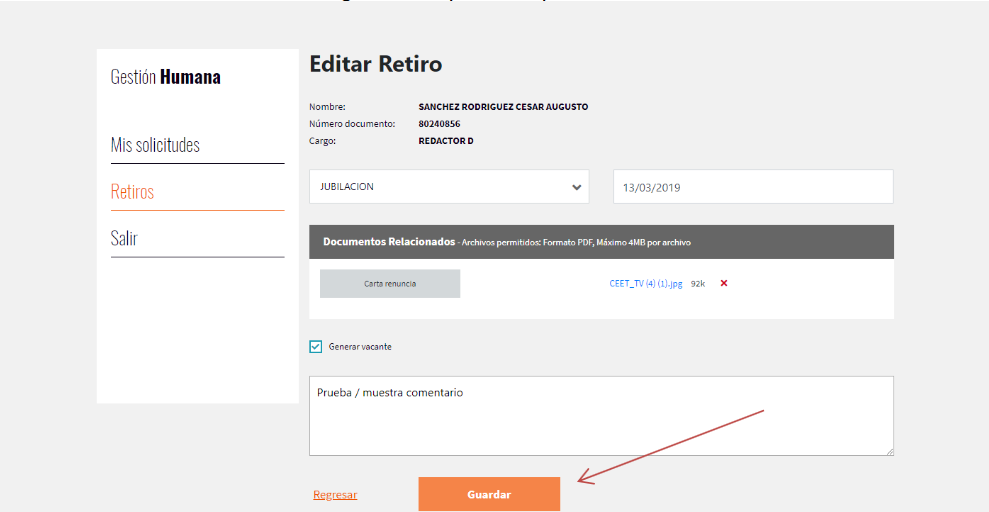 Gestión Humana
Mis solicitudes
Retiros
Salir
Editar Retiro
Nombre: SANCHEZ RODRIGUEZ CESAR AUGUSTO
Número documento: 80240856
Cargo: REDACTOR D
JUBILACION 13/03/2019
Documentos Relacionados - Archivos permitidos: Formato PDF, Máximo 4MB por archivo
Carta renuncia CEET_TV (4) (1).jpg 92k
Generar vacante
Prueba / muestra comentario
Regresar Guardar